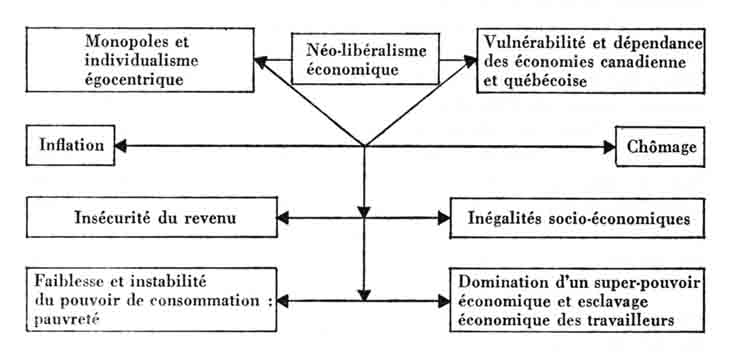 Monopoles et
individualisme
égocentrique
Néo-libéralisme
économique
Vulnérabilité et dépendance
des économies canadienne
et québécoise
Inflation
Chômage
Insécurité du revenu
Inégalités socio-économiques
Faiblesse et instabilité
du pouvoir de consommation :
pauvreté
Domination d'un super-pouvoir
économique et esclavage
économique des travailleurs